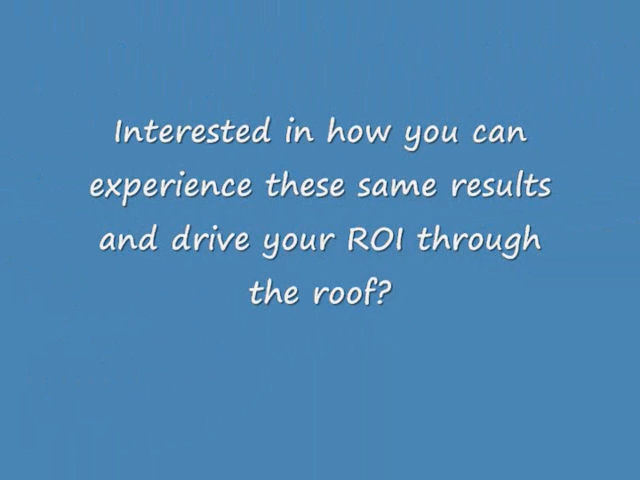 Interested in how you can
experience these same results
and drive your ROI through
the roof?